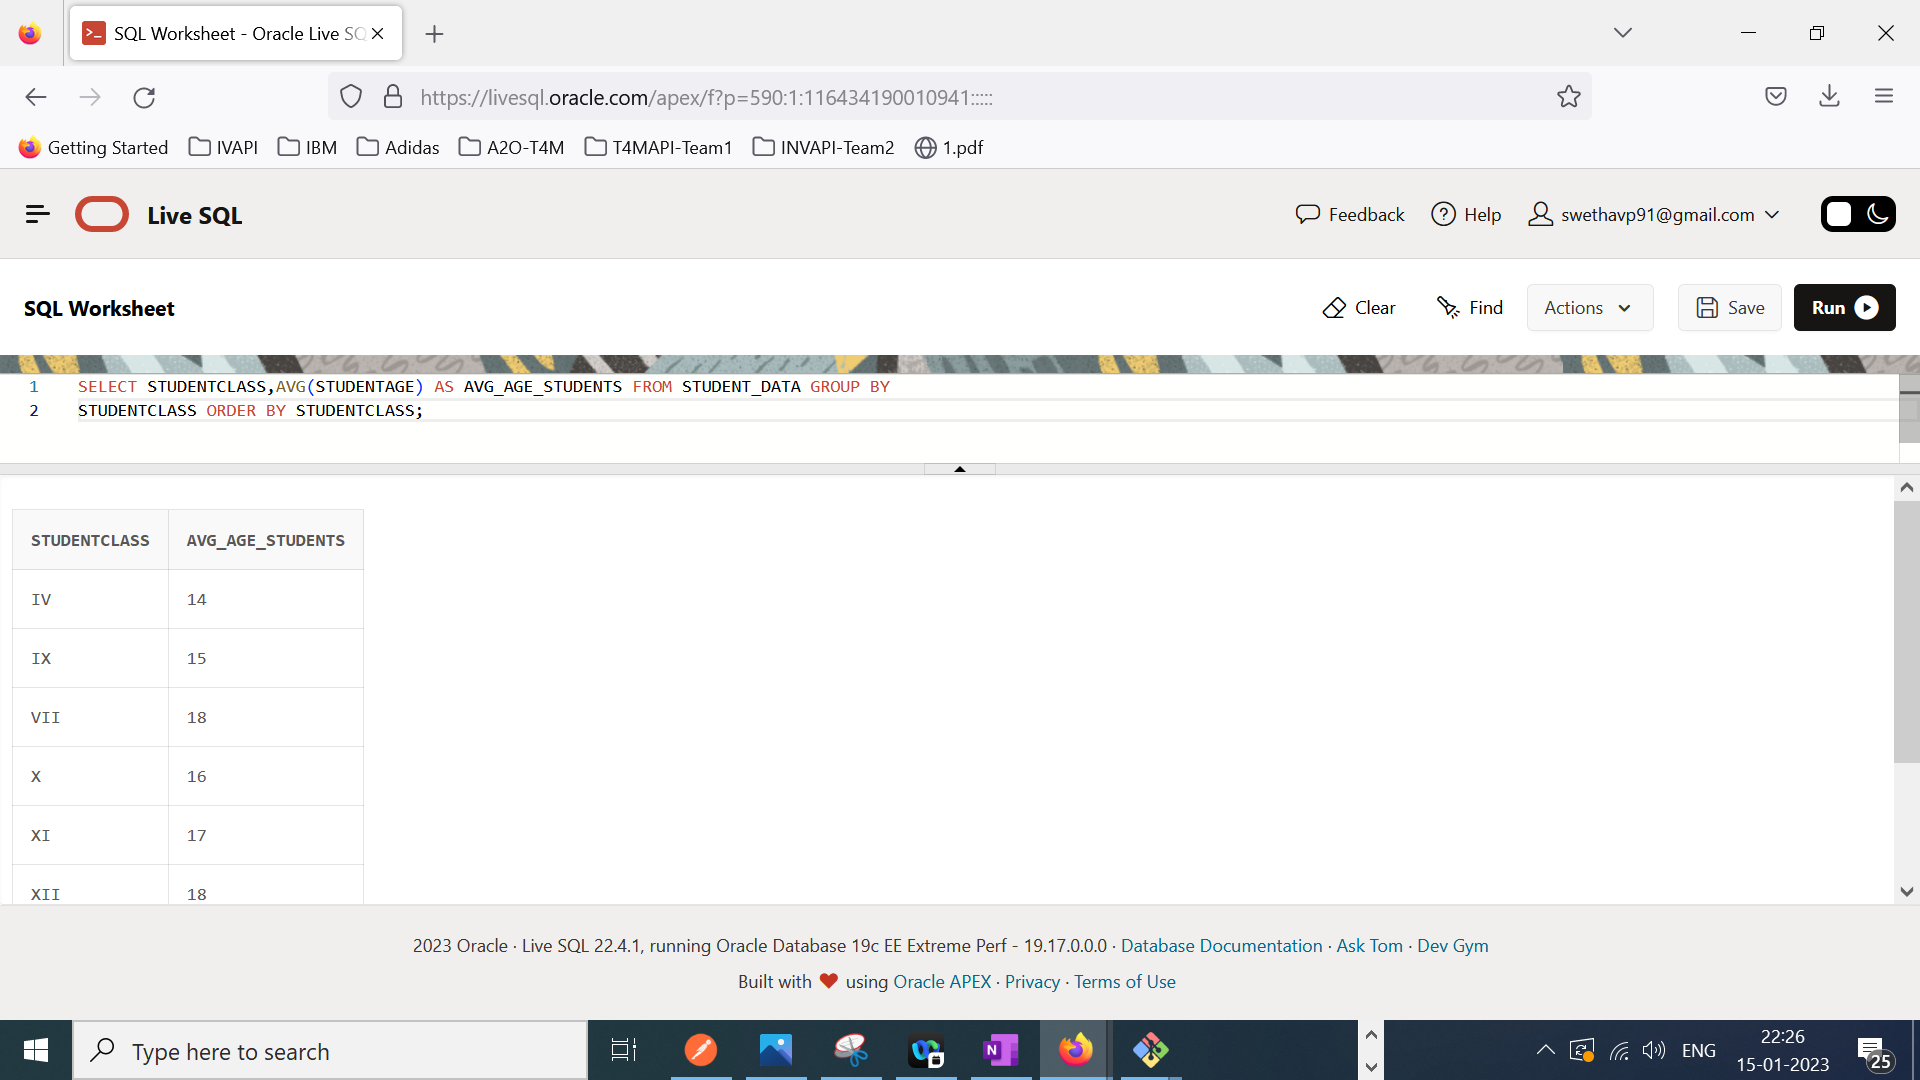 SQL Worksheet - Oracle Live SQ
https://livesql.oracle.com/apex/f?p=590:1:116434190010941:::::
Getting Started IVAPI IBM Adidas A2O-T4M T4MAPI-Team1 INVAPI-Team2 1.pdf
Live SQL Feedback Help swethavp91@gmail.com
SQL Worksheet Clear Find Actions Save Run
1 SELECT STUDENTCLASS,AVG(STUDENTAGE) AS AVG_AGE_STUDENTS FROM STUDENT_DATA GROUP BY
2 STUDENTCLASS ORDER BY STUDENTCLASS;
STUDENTCLASS AVG_AGE_STUDENTS
IV 14
IX 15
VII 18
X 16
XI 17
XII 18
2023 Oracle · Live SQL 22.4.1, running Oracle Database 19c EE Extreme Perf - 19.17.0.0.0 · Database Documentation · Ask Tom · Dev Gym
Built with ❤ using Oracle APEX · Privacy · Terms of Use
Type here to search N ENG 22:26
15-01-2023 25